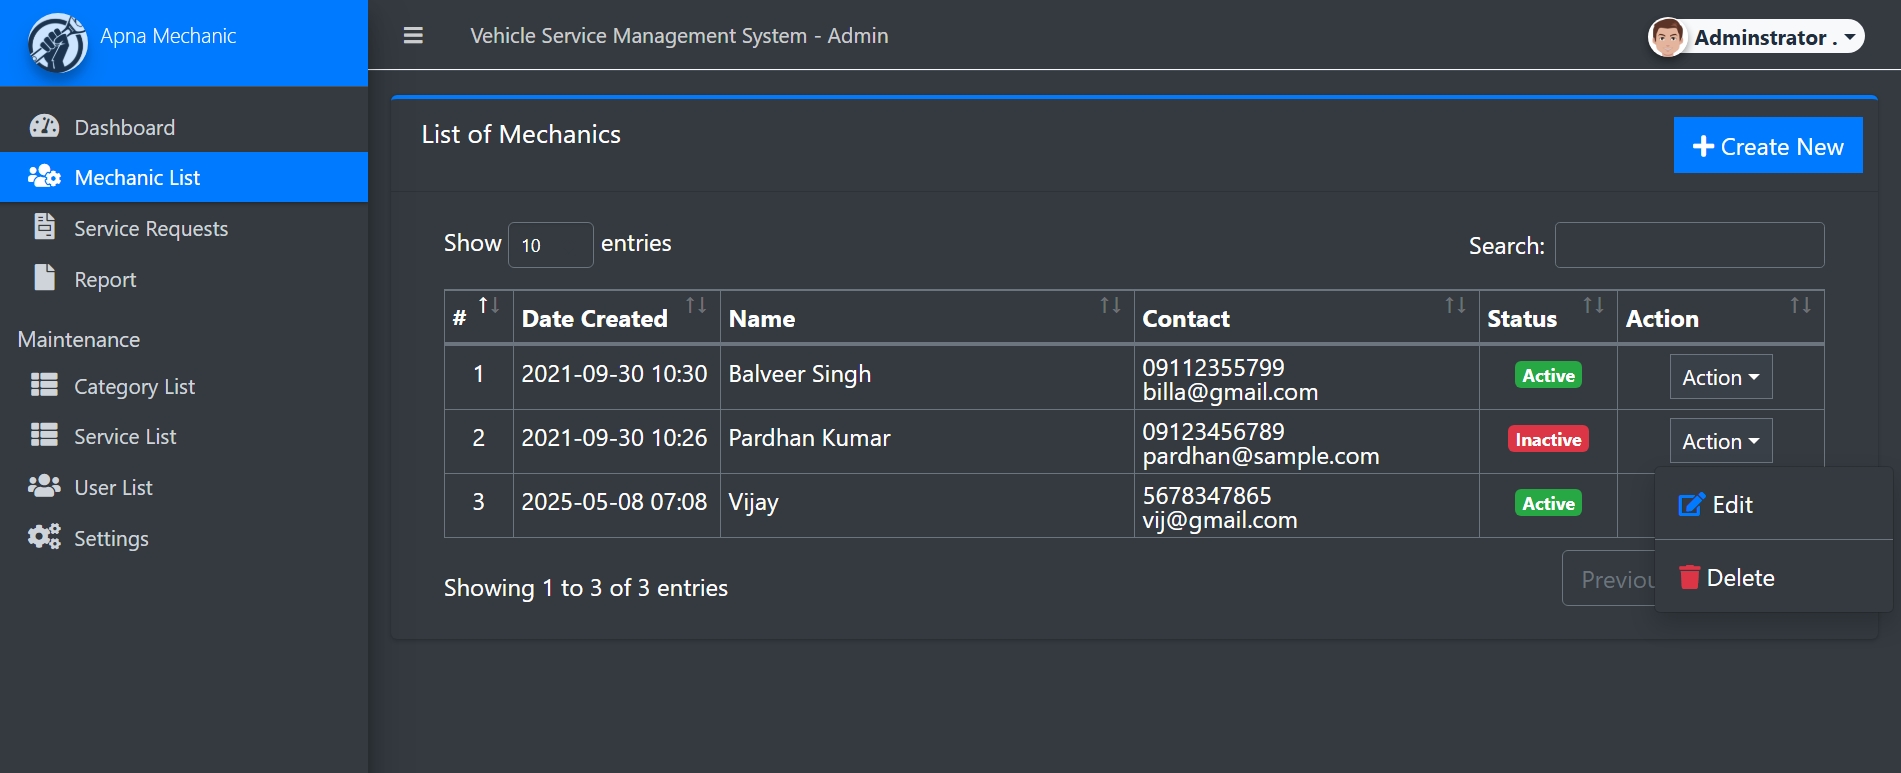 Apna Mechanic
Vehicle Service Management System - Admin
Adminstrator .
Dashboard
Mechanic List
Service Requests
Report
Maintenance
Category List
Service List
User List
Settings
List of Mechanics
Create New
Show 10 entries
Search:
# Date Created Name Contact Status Action
1 2021-09-30 10:30 Balveer Singh 09112355799 Active Action
billa@gmail.com
2 2021-09-30 10:26 Pardhan Kumar 09123456789 Inactive Action
pardhan@sample.com
3 2025-05-08 07:08 Vijay 5678347865 Active
vij@gmail.com
Edit
Delete
Showing 1 to 3 of 3 entries
Previou